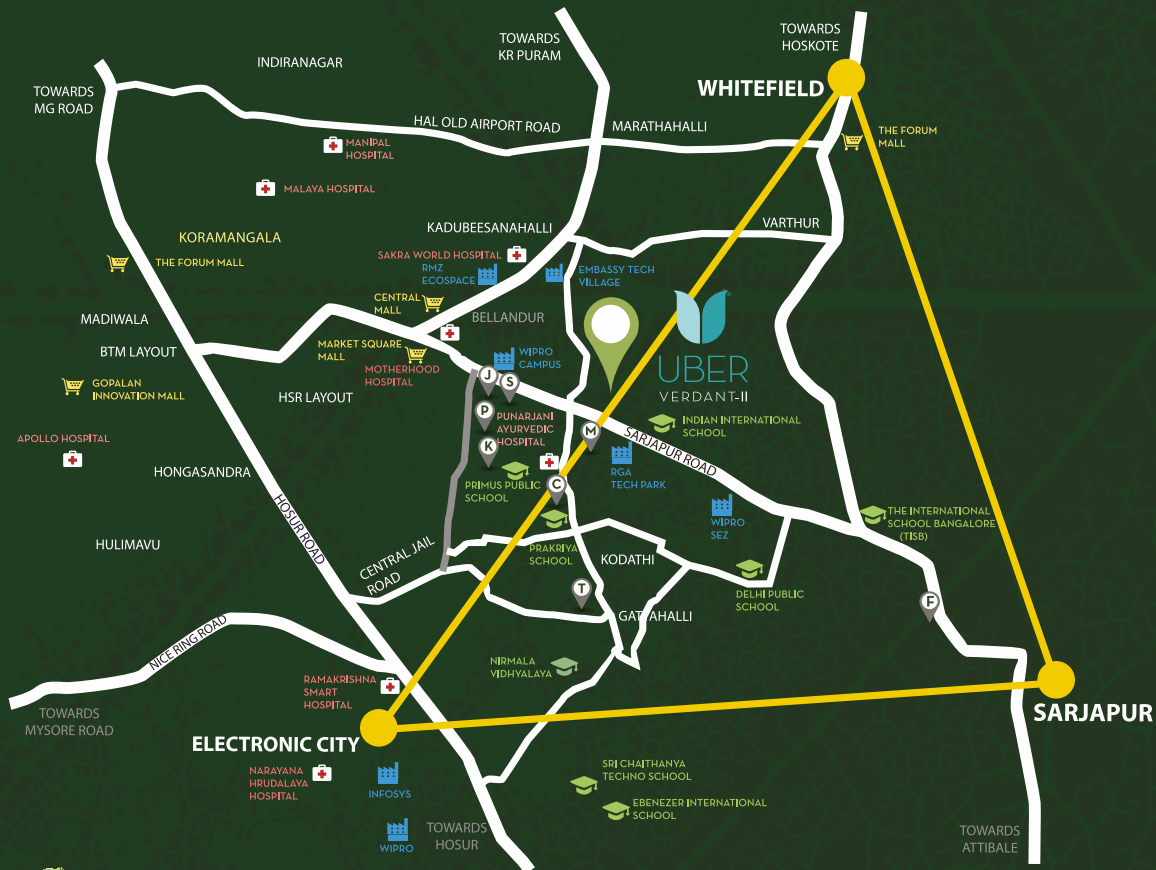 TOWARDS
KR PURAM
TOWARDS
HOSKOTE
INDIRANAGAR
WHITEFIELD
TOWARDS
MG ROAD
HAL OLD AIRPORT ROAD
MARATHAHALLI
THE FORUM
MALL
MANIPAL
HOSPITAL
MALAYA HOSPITAL
KADUBEESANAHALLI
VARTHUR
KORAMANGALA
SAKRA WORLD HOSPITAL
THE FORUM MALL
RMZ
ECOSPACE
EMBASSY TECH
VILLAGE
CENTRAL
MALL
BELLANDUR
MADIWALA
BTM LAYOUT
MARKET SQUARE
MALL
WIPRO
CAMPUS
UBER
VERDANT-II
MOTHERHOOD
HOSPITAL
J
S
GOPALAN
INNOVATION MALL
HSR LAYOUT
P
PUNARJANI
AYURVEDIC
HOSPITAL
INDIAN INTERNATIONAL
SCHOOL
M
SARJAPUR ROAD
APOLLO HOSPITAL
K
HONGASANDRA
RGA
TECH PARK
PRIMUS PUBLIC
SCHOOL
C
HOSUR ROAD
WIPRO
SEZ
THE INTERNATIONAL
SCHOOL BANGALORE
(TISB)
HULIMAVU
CENTRAL JAIL
ROAD
PRAKRIYA
SCHOOL
KODATHI
T
DELHI PUBLIC
SCHOOL
F
GATTAHALLI
NICE RING ROAD
NIRMALA
VIDHYALAYA
RAMAKRISHNA
SMART
HOSPITAL
TOWARDS
MYSORE ROAD
SARJAPUR
ELECTRONIC CITY
NARAYANA
HRUDALAYA
HOSPITAL
INFOSYS
SRI CHAITHANYA
TECHNO SCHOOL
EBENEZER INTERNATIONAL
SCHOOL
WIPRO
TOWARDS
HOSUR
TOWARDS
ATTIBALE